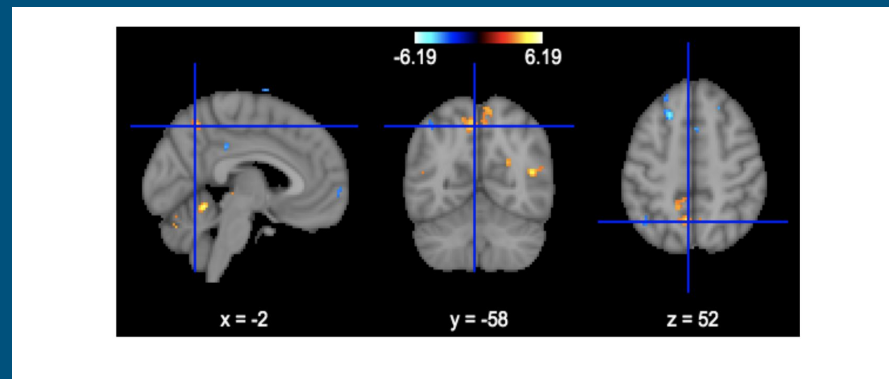 -6.19 6.19
x = -2 y = -58 z = 52